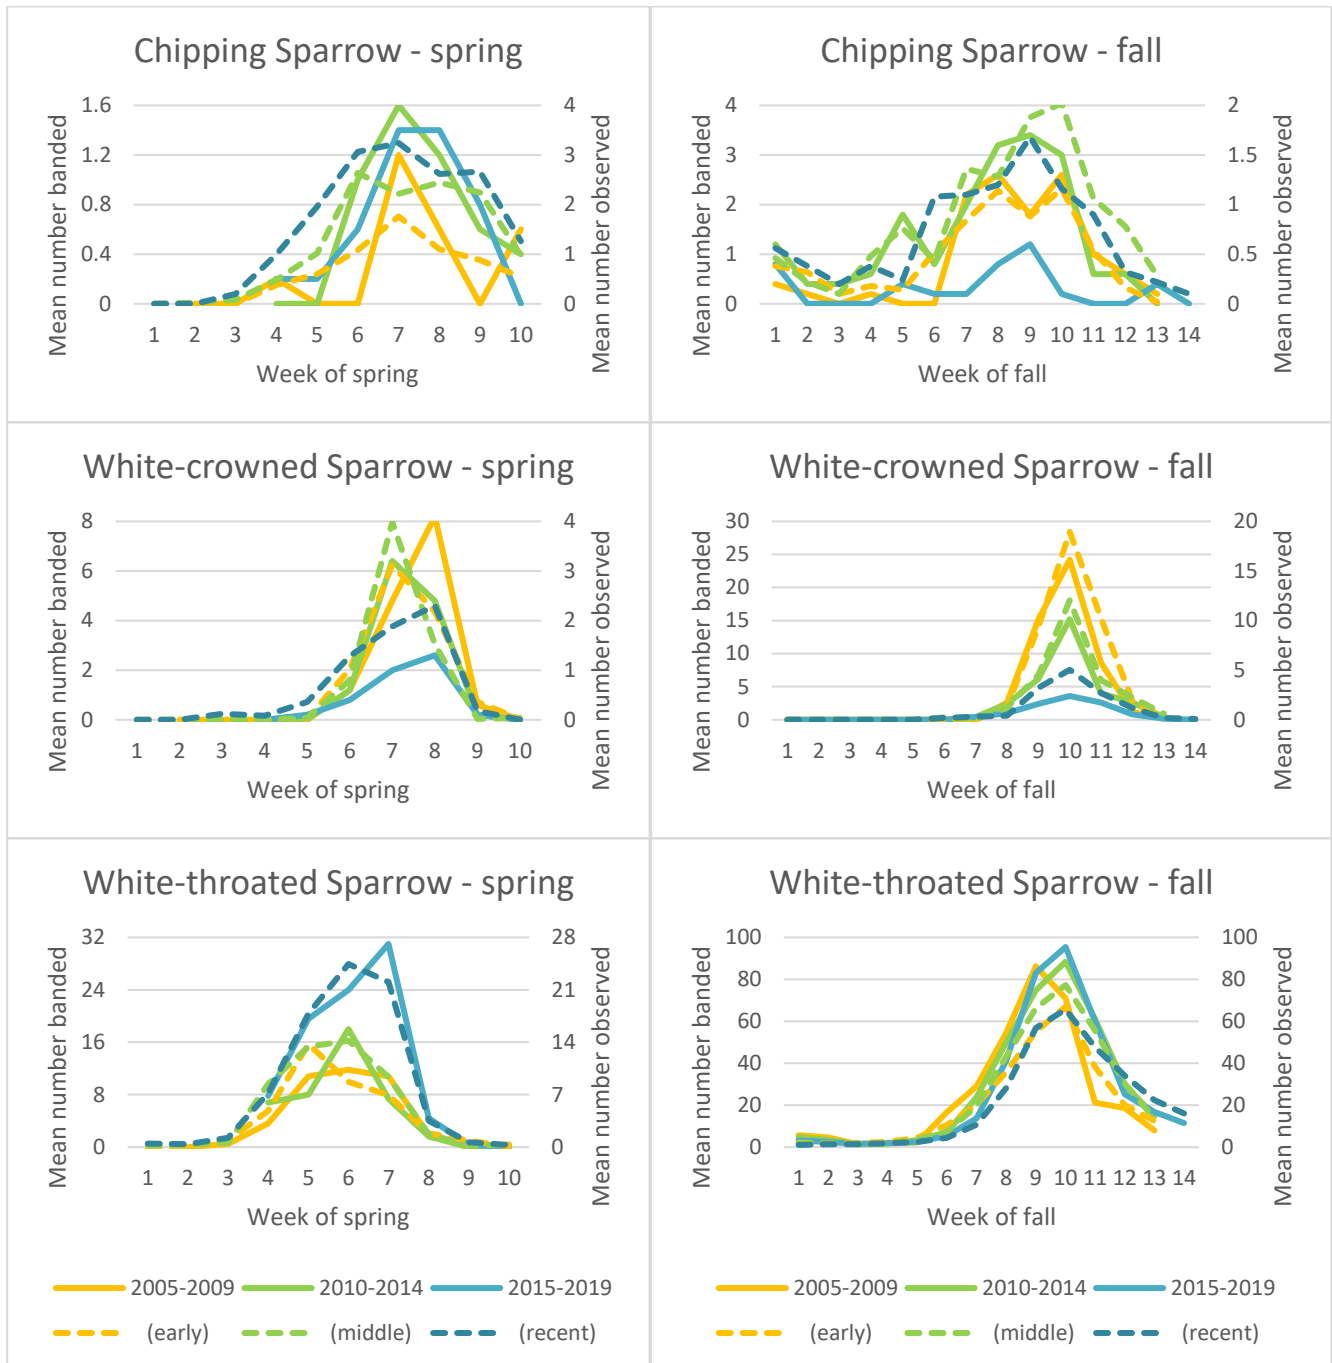 Chipping Sparrow - spring
Mean number banded
1.6
1.2
0.8
0.4
0
4
3
2
1
0
Mean number observed
1 2 3 4 5 6 7 8 9 10
Week of spring
Chipping Sparrow - fall
Mean number banded
4
3
2
1
0
2
1.5
1
0.5
0
Mean number observed
1 2 3 4 5 6 7 8 9 10 11 12 13 14
Week of fall
White-crowned Sparrow - spring
Mean number banded
8
6
4
2
0
4
3
2
1
0
Mean number observed
1 2 3 4 5 6 7 8 9 10
Week of spring
White-crowned Sparrow - fall
Mean number banded
30
25
20
15
10
5
0
20
15
10
5
0
Mean number observed
1 2 3 4 5 6 7 8 9 10 11 12 13 14
Week of fall
White-throated Sparrow - spring
Mean number banded
32
24
16
8
0
28
21
14
7
0
Mean number observed
1 2 3 4 5 6 7 8 9 10
Week of spring
2005-2009 2010-2014 2015-2019
(early) (middle) (recent)
White-throated Sparrow - fall
Mean number banded
100
80
60
40
20
0
100
80
60
40
20
0
Mean number observed
1 2 3 4 5 6 7 8 9 10 11 12 13 14
Week of fall
2005-2009 2010-2014 2015-2019
(early) (middle) (recent)